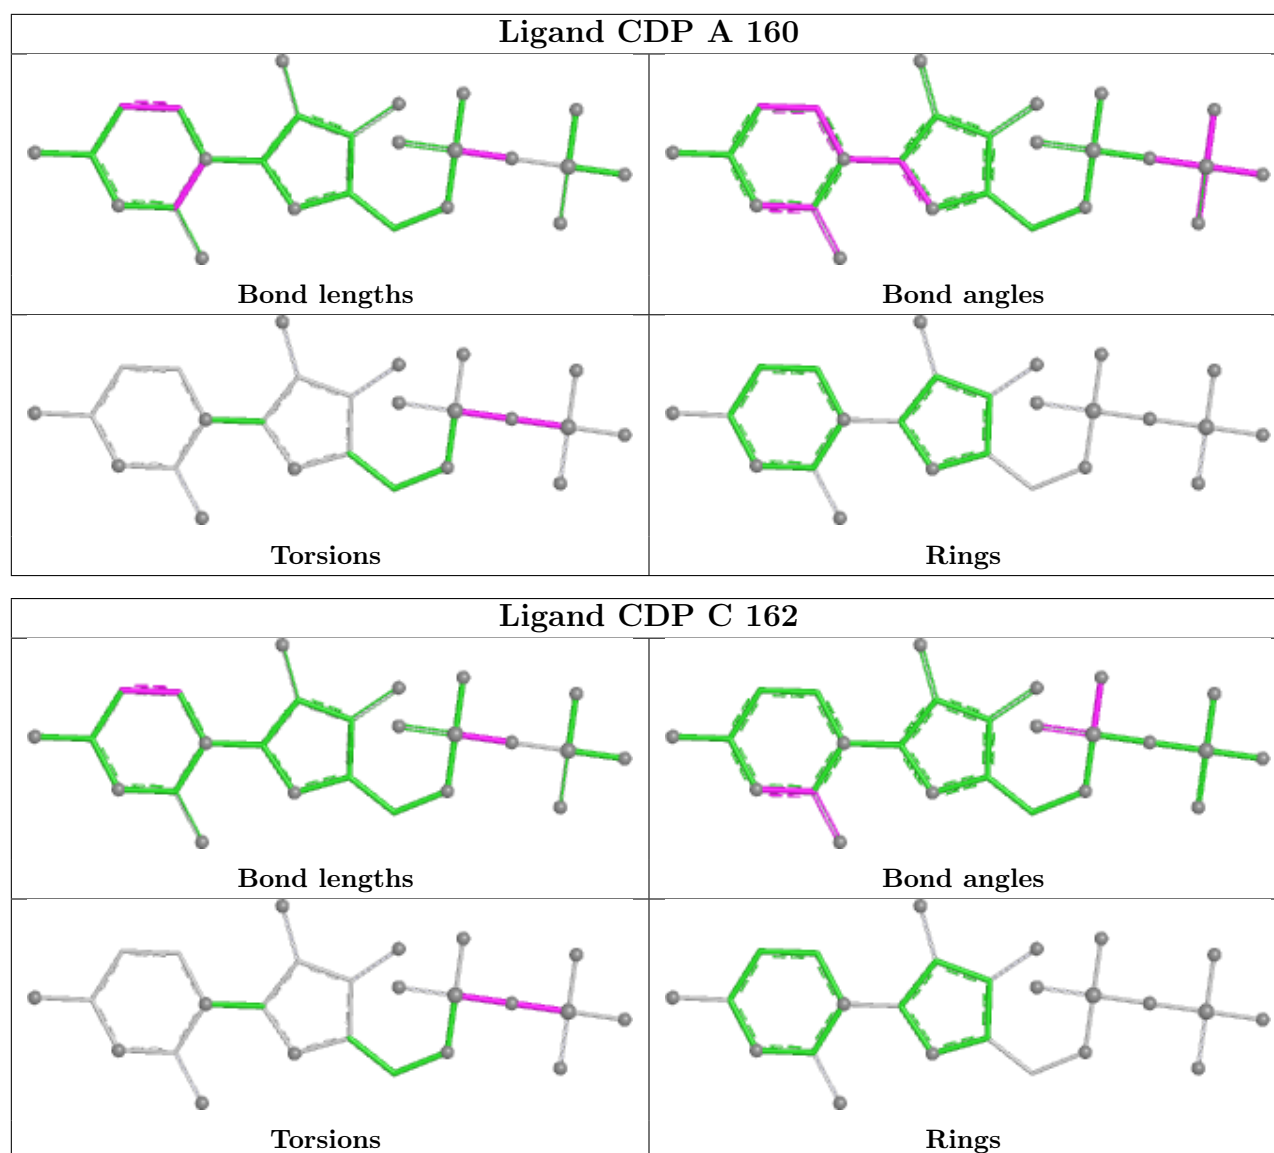 Ligand CDP A 160
Bond lengths
Bond angles
Torsions
Rings
Ligand CDP C 162
Bond lengths
Bond angles
Torsions
Rings